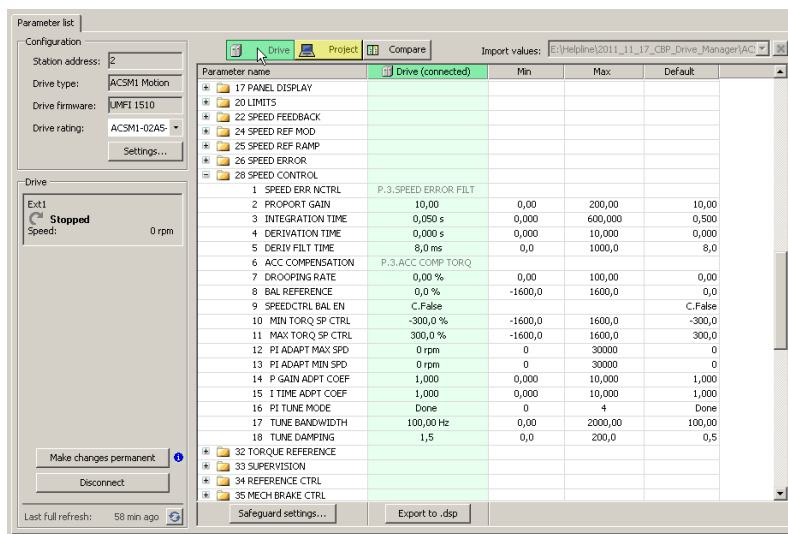 Parameter list
Configuration
Station address: 2
Drive type: ACSM1 Motion
Drive firmware: UMFI 1510
Drive rating: ACSM1-02A5-
Settings...
Drive
Ext1
Stopped
Speed: 0 rpm
Make changes permanent
Disconnect
Last full refresh: 58 min ago
Drive Project Compare Import values: E:\Helpline\2011_11_17_CBP_Drive_Manager\AC
Parameter name Drive (connected) Min Max Default
17 PANEL DISPLAY
20 LIMITS
22 SPEED FEEDBACK
24 SPEED REF MOD
25 SPEED REF RAMP
26 SPEED ERROR
28 SPEED CONTROL
1 SPEED ERR NCTRL P.3.SPEED ERROR FILT
2 PROPORT GAIN 10,00 0,00 200,00 10,00
3 INTEGRATION TIME 0,050 s 0,000 600,000 0,500
4 DERIVATION TIME 0,000 s 0,000 10,000 0,000
5 DERIV FILT TIME 8,0 ms 0,0 1000,0 8,0
6 ACC COMPENSATION P.3.ACC COMP TORQ
7 DROOPING RATE 0,00 % 0,00 100,00 0,00
8 BAL REFERENCE 0,0 % -1600,0 1600,0 0,0
9 SPEEDCTRL BAL EN C.False C.False
10 MIN TORQ SP CTRL -300,0 % -1600,0 1600,0 -300,0
11 MAX TORQ SP CTRL 300,0 % -1600,0 1600,0 300,0
12 PI ADAPT MAX SPD 0 rpm 0 30000 0
13 PI ADAPT MIN SPD 0 rpm 0 30000 0
14 P GAIN ADPT COEF 1,000 0,000 10,000 1,000
15 I TIME ADPT COEF 1,000 0,000 10,000 1,000
16 PI TUNE MODE Done 0 4 Done
17 TUNE BANDWIDTH 100,00 Hz 0,00 2000,00 100,00
18 TUNE DAMPING 1,5 0,0 200,0 0,5
32 TORQUE REFERENCE
33 SUPERVISION
34 REFERENCE CTRL
35 MECH BRAKE CTRL
Safeguard settings... Export to .dsp